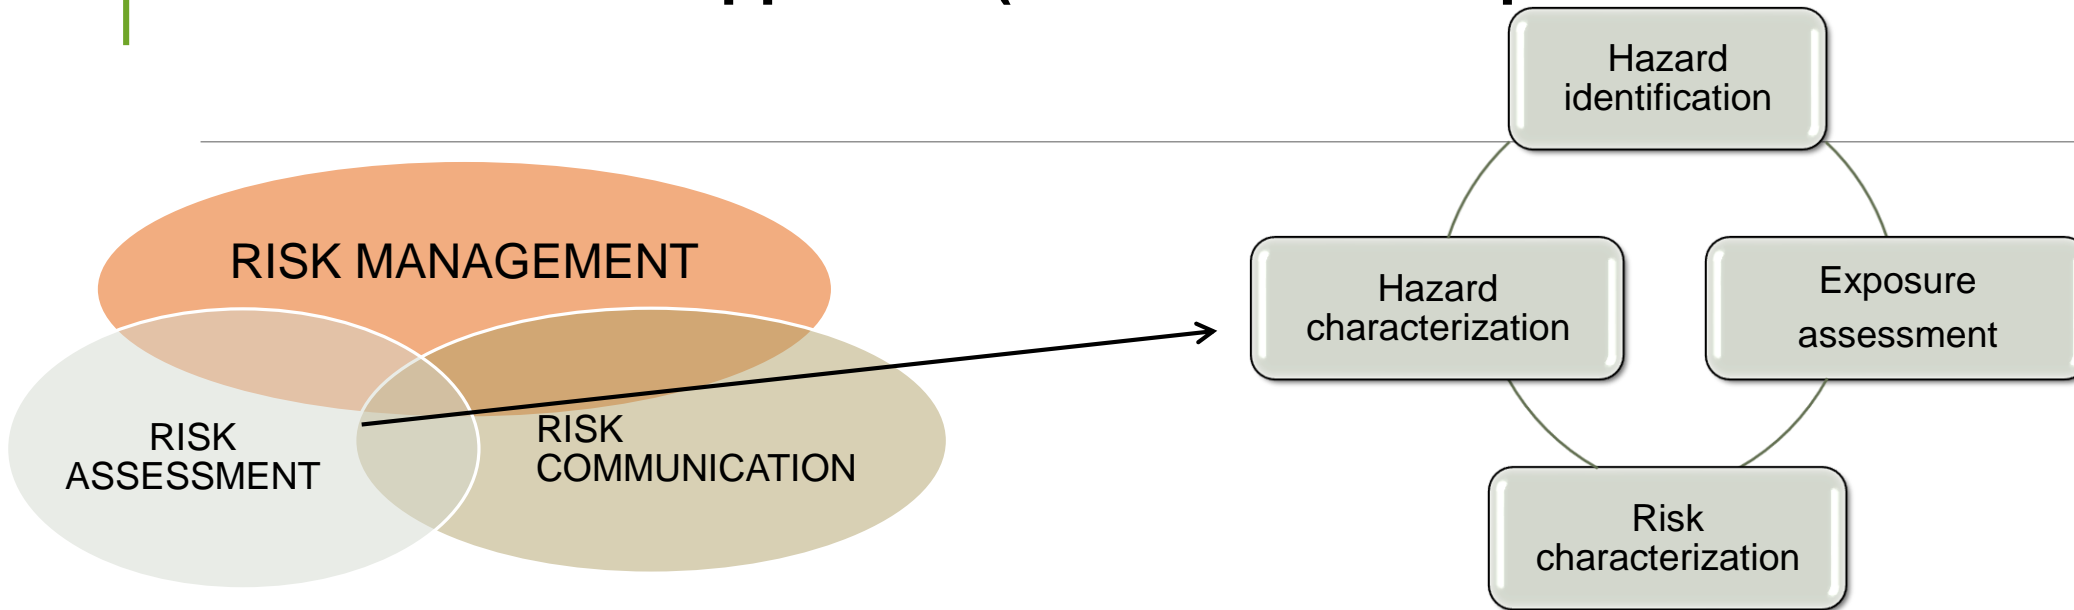 Hazard
identification
RISK MANAGEMENT
Hazard
characterization
Exposure
assessment
RISK
ASSESSMENT
RISK
COMMUNICATION
Risk
characterization